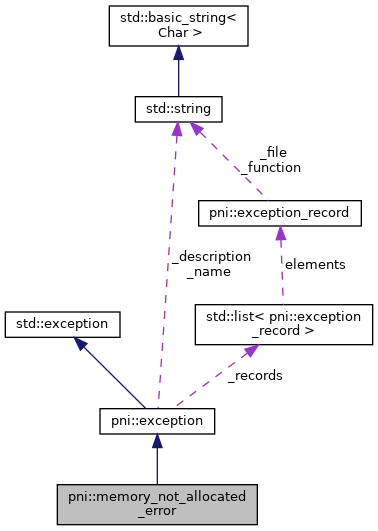 std::basic_string<
Char >
std::string
_file
_function
pni::exception_record
_description
_name
elements
std::exception
std::list< pni::exception
_record >
_records
pni::exception
pni::memory_not_allocated
_error